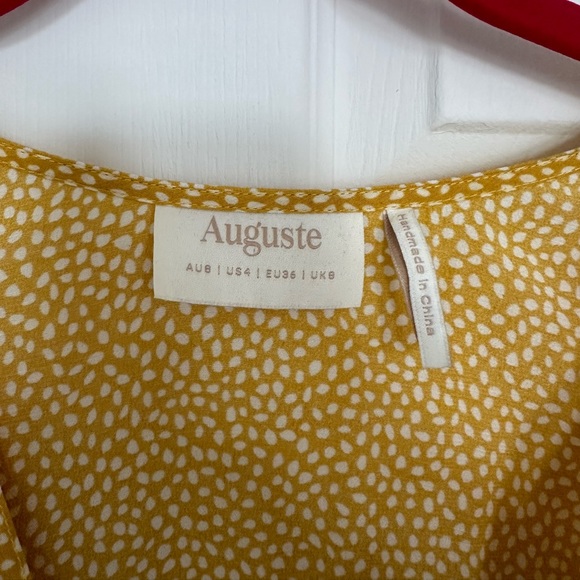 Auguste
AU8 | US4 | EU36 | UK8
Handmade in China